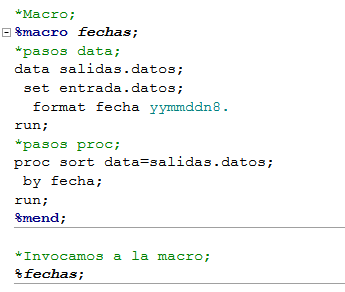 *Macro;
%macro fechas;
*pasos data;
data salidas.datos;
set entrada.datos;
format fecha yymmddn8.
run;
*pasos proc;
proc sort data=salidas.datos;
by fecha;
run;
%mend;
*Invocamos a la macro;
%fechas;